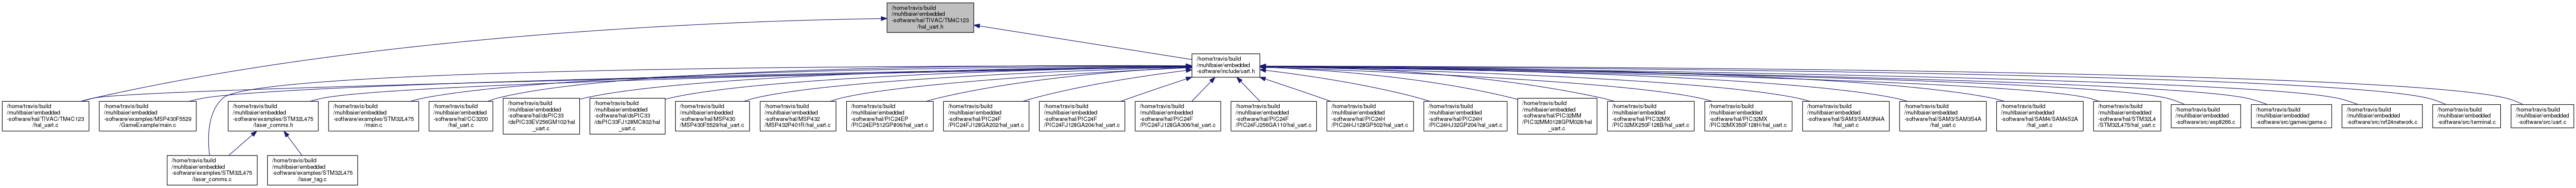 /home/travis/build
/muhlbaier/embedded
-software/hal/TIVAC/TM4C123
/hal_uart.h
/home/travis/build
/muhlbaier/embedded
-software/include/uart.h
/home/travis/build
/muhlbaier/embedded
-software/hal/TIVAC/TM4C123
/hal_uart.c
/home/travis/build
/muhlbaier/embedded
-software/examples/MSP430F5529
/GameExample/main.c
/home/travis/build
/muhlbaier/embedded
-software/examples/STM32L475
/laser_comms.h
/home/travis/build
/muhlbaier/embedded
-software/examples/STM32L475
/main.c
/home/travis/build
/muhlbaier/embedded
-software/hal/CC3200
/hal_uart.c
/home/travis/build
/muhlbaier/embedded
-software/hal/dsPIC33
/dsPIC33EV256GM102/hal
_uart.c
/home/travis/build
/muhlbaier/embedded
-software/hal/dsPIC33
/dsPIC33FJ128MC802/hal
_uart.c
/home/travis/build
/muhlbaier/embedded
-software/hal/MSP430
/MSP430F5529/hal_uart.c
/home/travis/build
/muhlbaier/embedded
-software/hal/MSP432
/MSP432P401R/hal_uart.c
/home/travis/build
/muhlbaier/embedded
-software/hal/PIC24EP
/PIC24EP512GP806/hal_uart.c
/home/travis/build
/muhlbaier/embedded
-software/hal/PIC24F
/PIC24FJ128GA202/hal_uart.c
/home/travis/build
/muhlbaier/embedded
-software/hal/PIC24F
/PIC24FJ128GA204/hal_uart.c
/home/travis/build
/muhlbaier/embedded
-software/hal/PIC24F
/PIC24FJ128GA306/hal_uart.c
/home/travis/build
/muhlbaier/embedded
-software/hal/PIC24F
/PIC24FJ256GA110/hal_uart.c
/home/travis/build
/muhlbaier/embedded
-software/hal/PIC24H
/PIC24HJ128GP502/hal_uart.c
/home/travis/build
/muhlbaier/embedded
-software/hal/PIC24H
/PIC24HJ32GP204/hal_uart.c
/home/travis/build
/muhlbaier/embedded
-software/hal/PIC32MM
/PIC32MM0128GPM028/hal
_uart.c
/home/travis/build
/muhlbaier/embedded
-software/hal/PIC32MX
/PIC32MX250F128B/hal_uart.c
/home/travis/build
/muhlbaier/embedded
-software/hal/PIC32MX
/PIC32MX350F128H/hal_uart.c
/home/travis/build
/muhlbaier/embedded
-software/hal/SAM3/SAM3N4A
/hal_uart.c
/home/travis/build
/muhlbaier/embedded
-software/hal/SAM3/SAM3S4A
/hal_uart.c
/home/travis/build
/muhlbaier/embedded
-software/hal/SAM4/SAM4S2A
/hal_uart.c
/home/travis/build
/muhlbaier/embedded
-software/hal/STM32L4
/STM32L475/hal_uart.c
/home/travis/build
/muhlbaier/embedded
-software/src/esp8266.c
/home/travis/build
/muhlbaier/embedded
-software/src/games/game.c
/home/travis/build
/muhlbaier/embedded
-software/src/nrf24network.c
/home/travis/build
/muhlbaier/embedded
-software/src/terminal.c
/home/travis/build
/muhlbaier/embedded
-software/src/uart.c
/home/travis/build
/muhlbaier/embedded
-software/examples/STM32L475
/laser_comms.c
/home/travis/build
/muhlbaier/embedded
-software/examples/STM32L475
/laser_tag.c